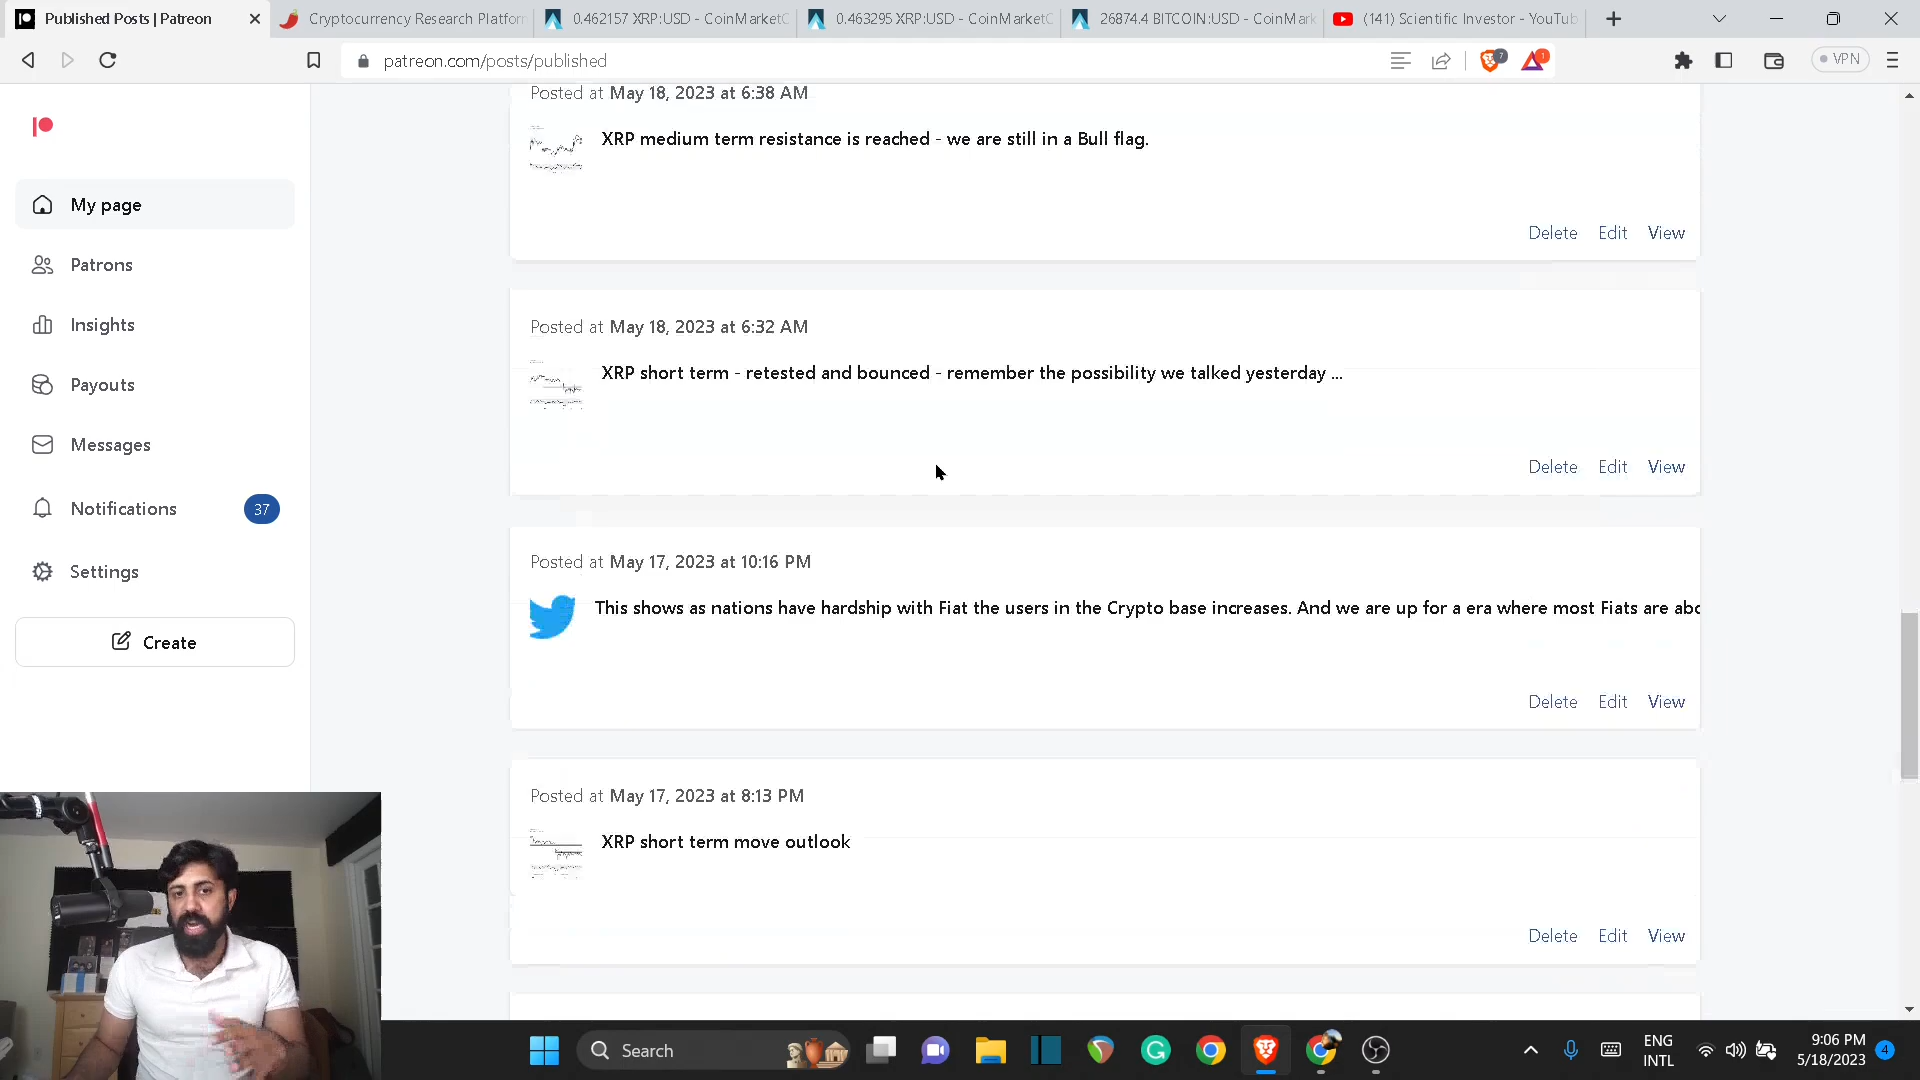 Published Posts | Patreon
Cryptocurrency Research Platfor
0.462157 XRP:USD - CoinMarketC
0.463295 XRP:USD - CoinMarketC
26874.4 BITCOIN:USD - CoinMark
(141) Scientific Investor - YouTub
patreon.com/posts/published
7
1
VPN
My page
Patrons
Insights
Payouts
Messages
Notifications 37
Settings
Create
Posted at May 18, 2023 at 6:38 AM
XRP medium term resistance is reached - we are still in a Bull flag.
Delete Edit View
Posted at May 18, 2023 at 6:32 AM
XRP short term - retested and bounced - remember the possibility we talked yesterday ...
Delete Edit View
Posted at May 17, 2023 at 10:16 PM
This shows as nations have hardship with Fiat the users in the Crypto base increases. And we are up for a era where most Fiats are abo
Delete Edit View
Posted at May 17, 2023 at 8:13 PM
XRP short term move outlook
Delete Edit View
Search
ENG
INTL
9:06 PM
5/18/2023
4